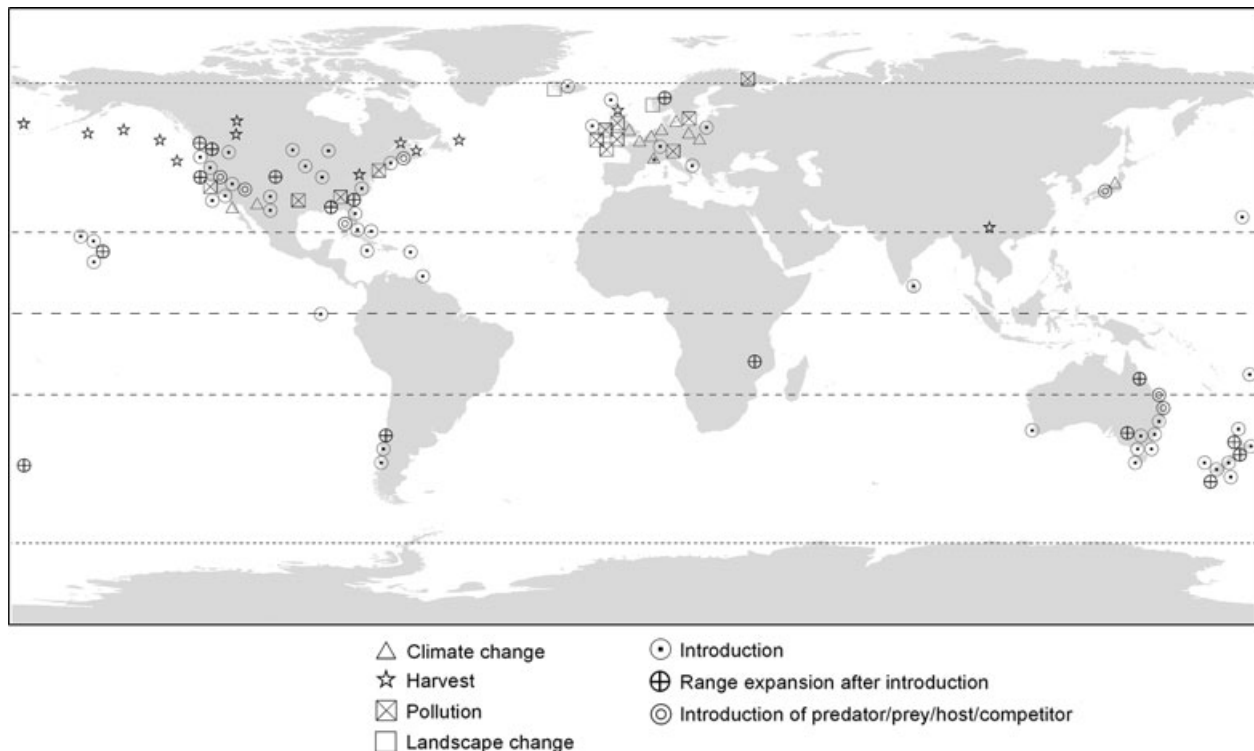 Climate change
Harvest
Pollution
Landscape change
Introduction
Range expansion after introduction
Introduction of predator/prey/host/competitor